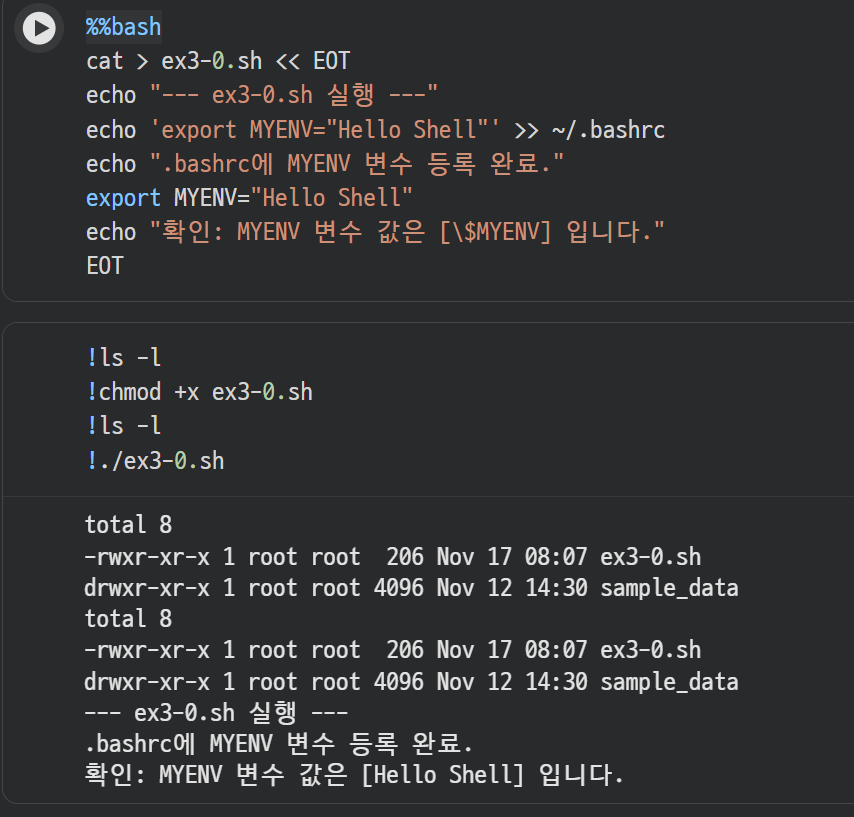 %%bash
cat > ex3-0.sh << EOT
echo "--- ex3-0.sh 실행 ---"
echo 'export MYENV="Hello Shell"' >> ~/.bashrc
echo ".bashrc에 MYENV 변수 등록 완료."
export MYENV="Hello Shell"
echo "확인: MYENV 변수 값은 [\$MYENV] 입니다."
EOT
!ls -l
!chmod +x ex3-0.sh
!ls -l
!./ex3-0.sh
total 8
-rwxr-xr-x 1 root root  206 Nov 17 08:07 ex3-0.sh
drwxr-xr-x 1 root root 4096 Nov 12 14:30 sample_data
total 8
-rwxr-xr-x 1 root root  206 Nov 17 08:07 ex3-0.sh
drwxr-xr-x 1 root root 4096 Nov 12 14:30 sample_data
--- ex3-0.sh 실행 ---
.bashrc에 MYENV 변수 등록 완료.
확인: MYENV 변수 값은 [Hello Shell] 입니다.